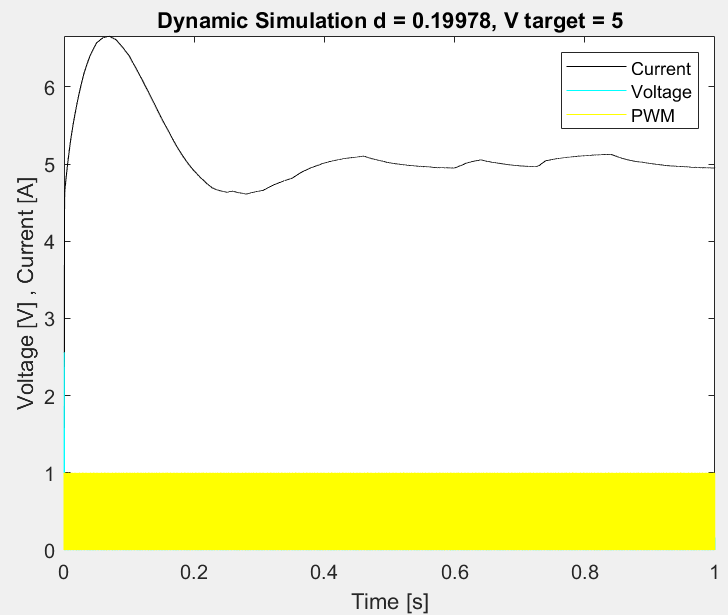 Dynamic Simulation d = 0.19978, V target = 5
Current
Voltage
PWM
Voltage [V] , Current [A]
6
5
4
3
2
1
0
0 0.2 0.4 0.6 0.8 1
Time [s]